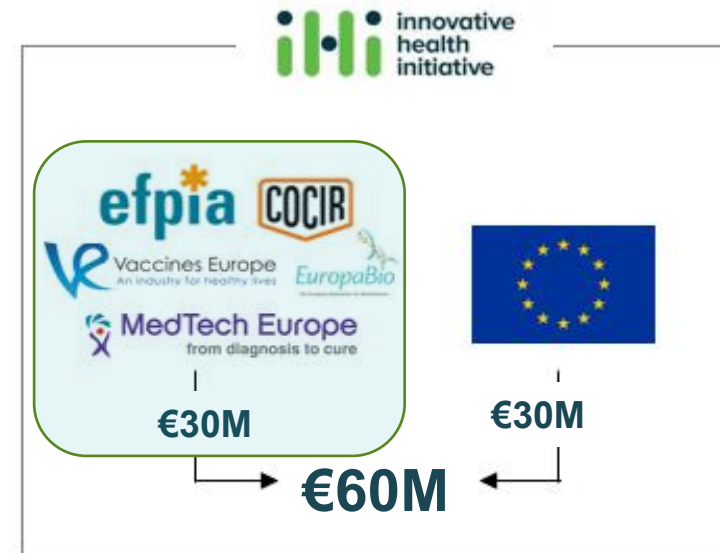 innovative
health
initiative
efpia COCIR
Vaccines Europe
An industry for healthy lives
EuropaBio
MedTech Europe
from diagnosis to cure
€30M
€30M
€60M